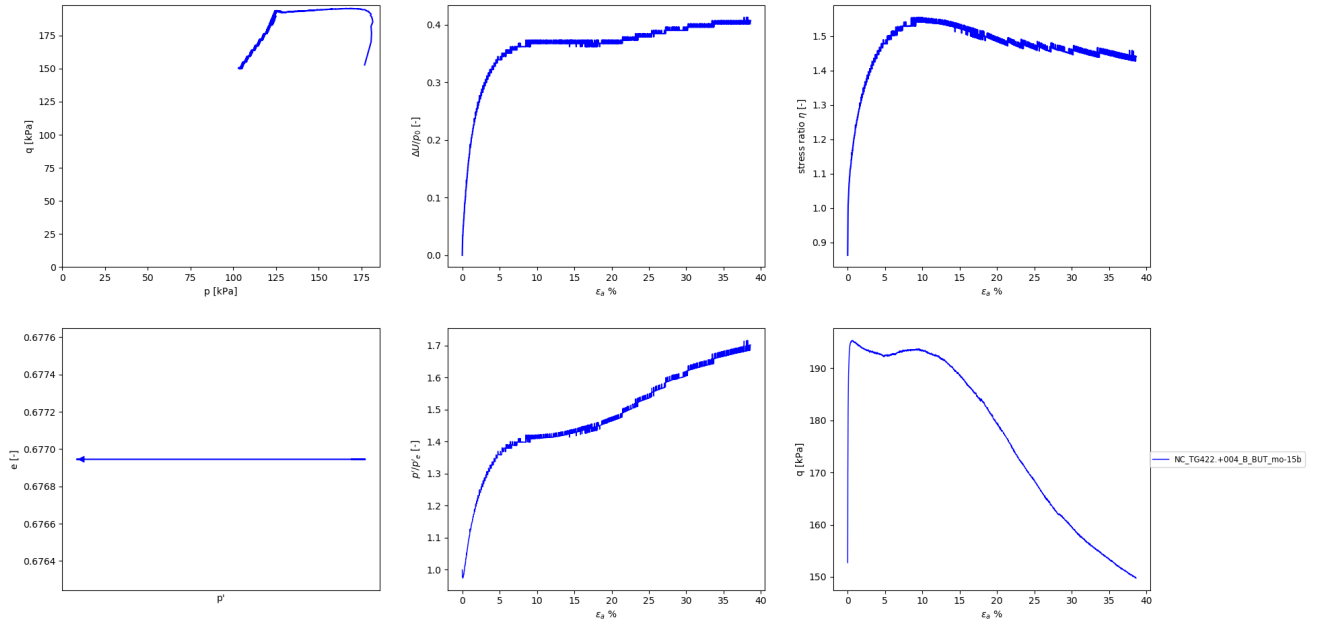 175
150
125
100
75
50
25
0
q [kPa]
0 25 50 75 100 125 150 175
p [kPa]
0.4
0.3
0.2
0.1
0.0
ΔU/p₀ [-]
0 5 10 15 20 25 30 35 40
εₐ %
1.5
1.4
1.3
1.2
1.1
1.0
0.9
stress ratio η [-]
0 5 10 15 20 25 30 35 40
εₐ %
0.6776
0.6774
0.6772
0.6770
0.6768
0.6766
0.6764
e [-]
p'
1.7
1.6
1.5
1.4
1.3
1.2
1.1
1.0
p'/p'ₑ [-]
0 5 10 15 20 25 30 35 40
εₐ %
190
180
170
160
150
q [kPa]
0 5 10 15 20 25 30 35 40
εₐ %
NC_TG422.+004_B_BUT_mo-15b